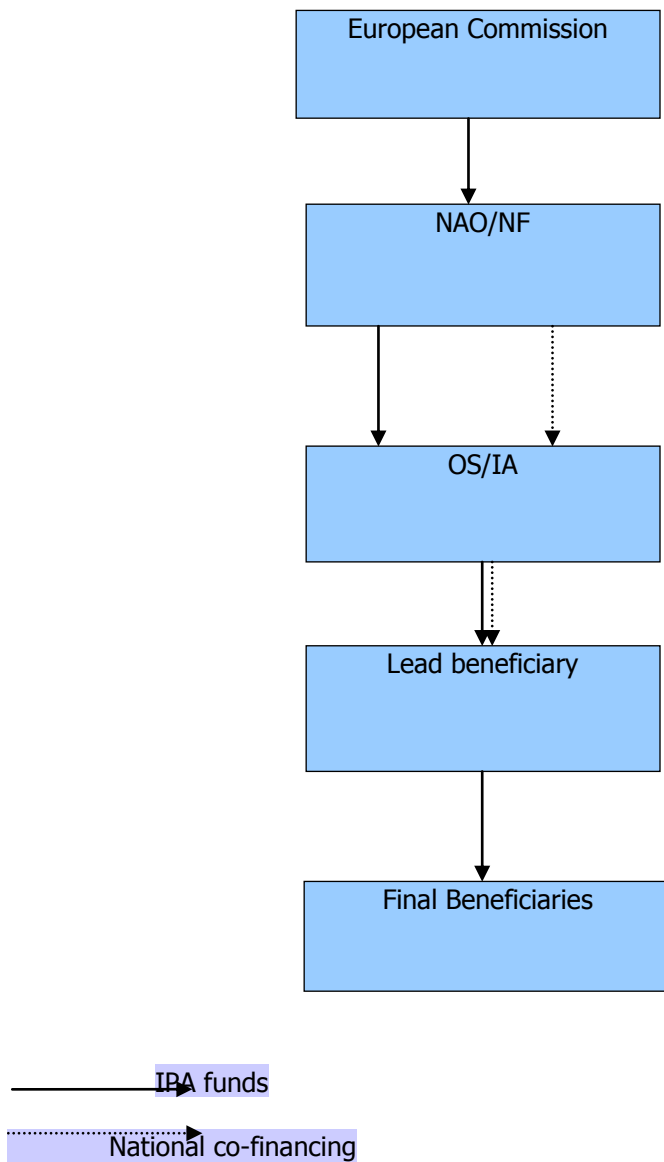 European Commission
NAO/NF
OS/IA
Lead beneficiary
Final Beneficiaries
IPA funds
National co-financing